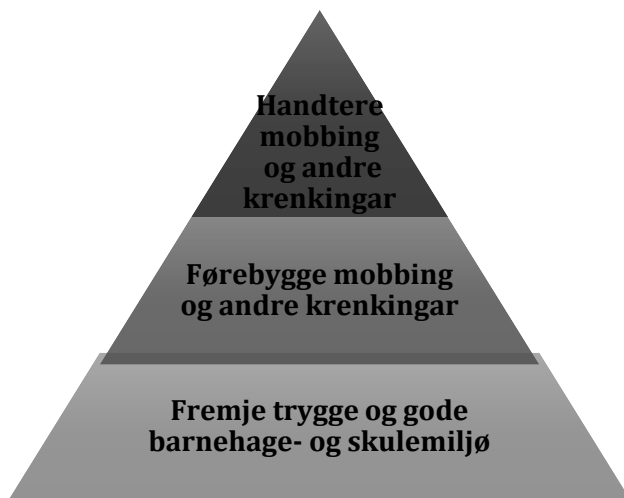 Handtere
mobbing
og andre
krenkingar
Førebygge mobbing
og andre krenkingar
Fremje trygge og gode
barnehage- og skulemiljø